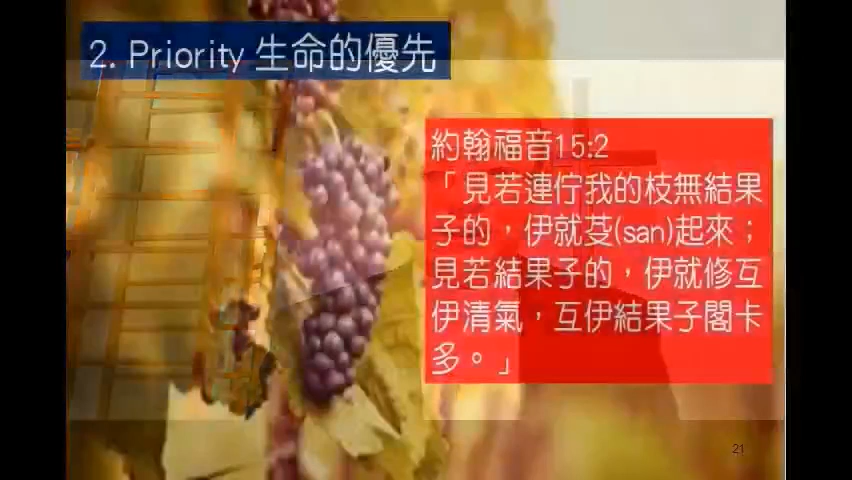 2. Priority 生命的優先
約翰福音15:2
「見若連佇我的枝無結果
子的，伊就芟(san)起來；
見若結果子的，伊就修互
伊清氣，互伊結果子閣卡
多。」
21